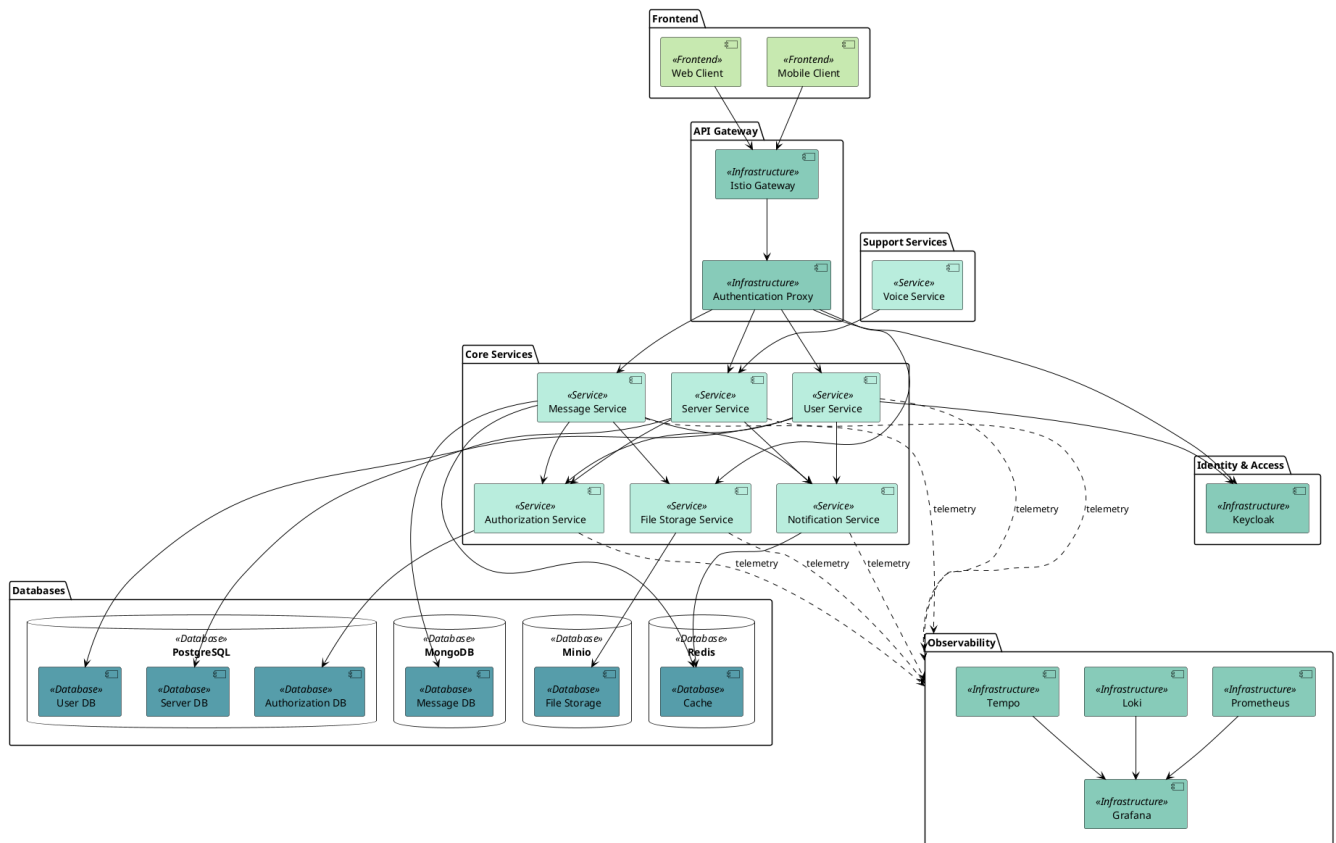 Frontend
«Frontend»
Web Client
«Frontend»
Mobile Client
API Gateway
«Infrastructure»
Istio Gateway
Support Services
«Service»
Voice Service
«Infrastructure»
Authentication Proxy
Core Services
«Service»
Message Service
«Service»
Server Service
«Service»
User Service
Identity & Access
«Infrastructure»
Keycloak
«Service»
Authorization Service
«Service»
File Storage Service
«Service»
Notification Service
telemetry
telemetry
telemetry
telemetry
telemetry
telemetry
Databases
«Database»
PostgreSQL
«Database»
User DB
«Database»
Server DB
«Database»
Authorization DB
«Database»
MongoDB
«Database»
Message DB
«Database»
Minio
«Database»
File Storage
«Database»
Redis
«Database»
Cache
Observability
«Infrastructure»
Tempo
«Infrastructure»
Loki
«Infrastructure»
Prometheus
«Infrastructure»
Grafana